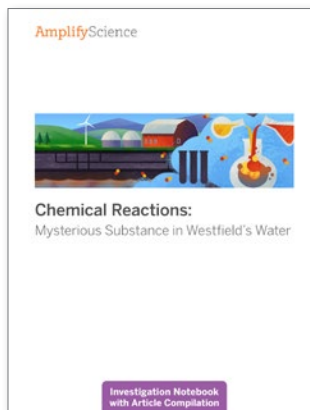 AmplifyScience
Chemical Reactions:
Mysterious Substance in Westfield's Water
Investigation Notebook
with Article Compilation